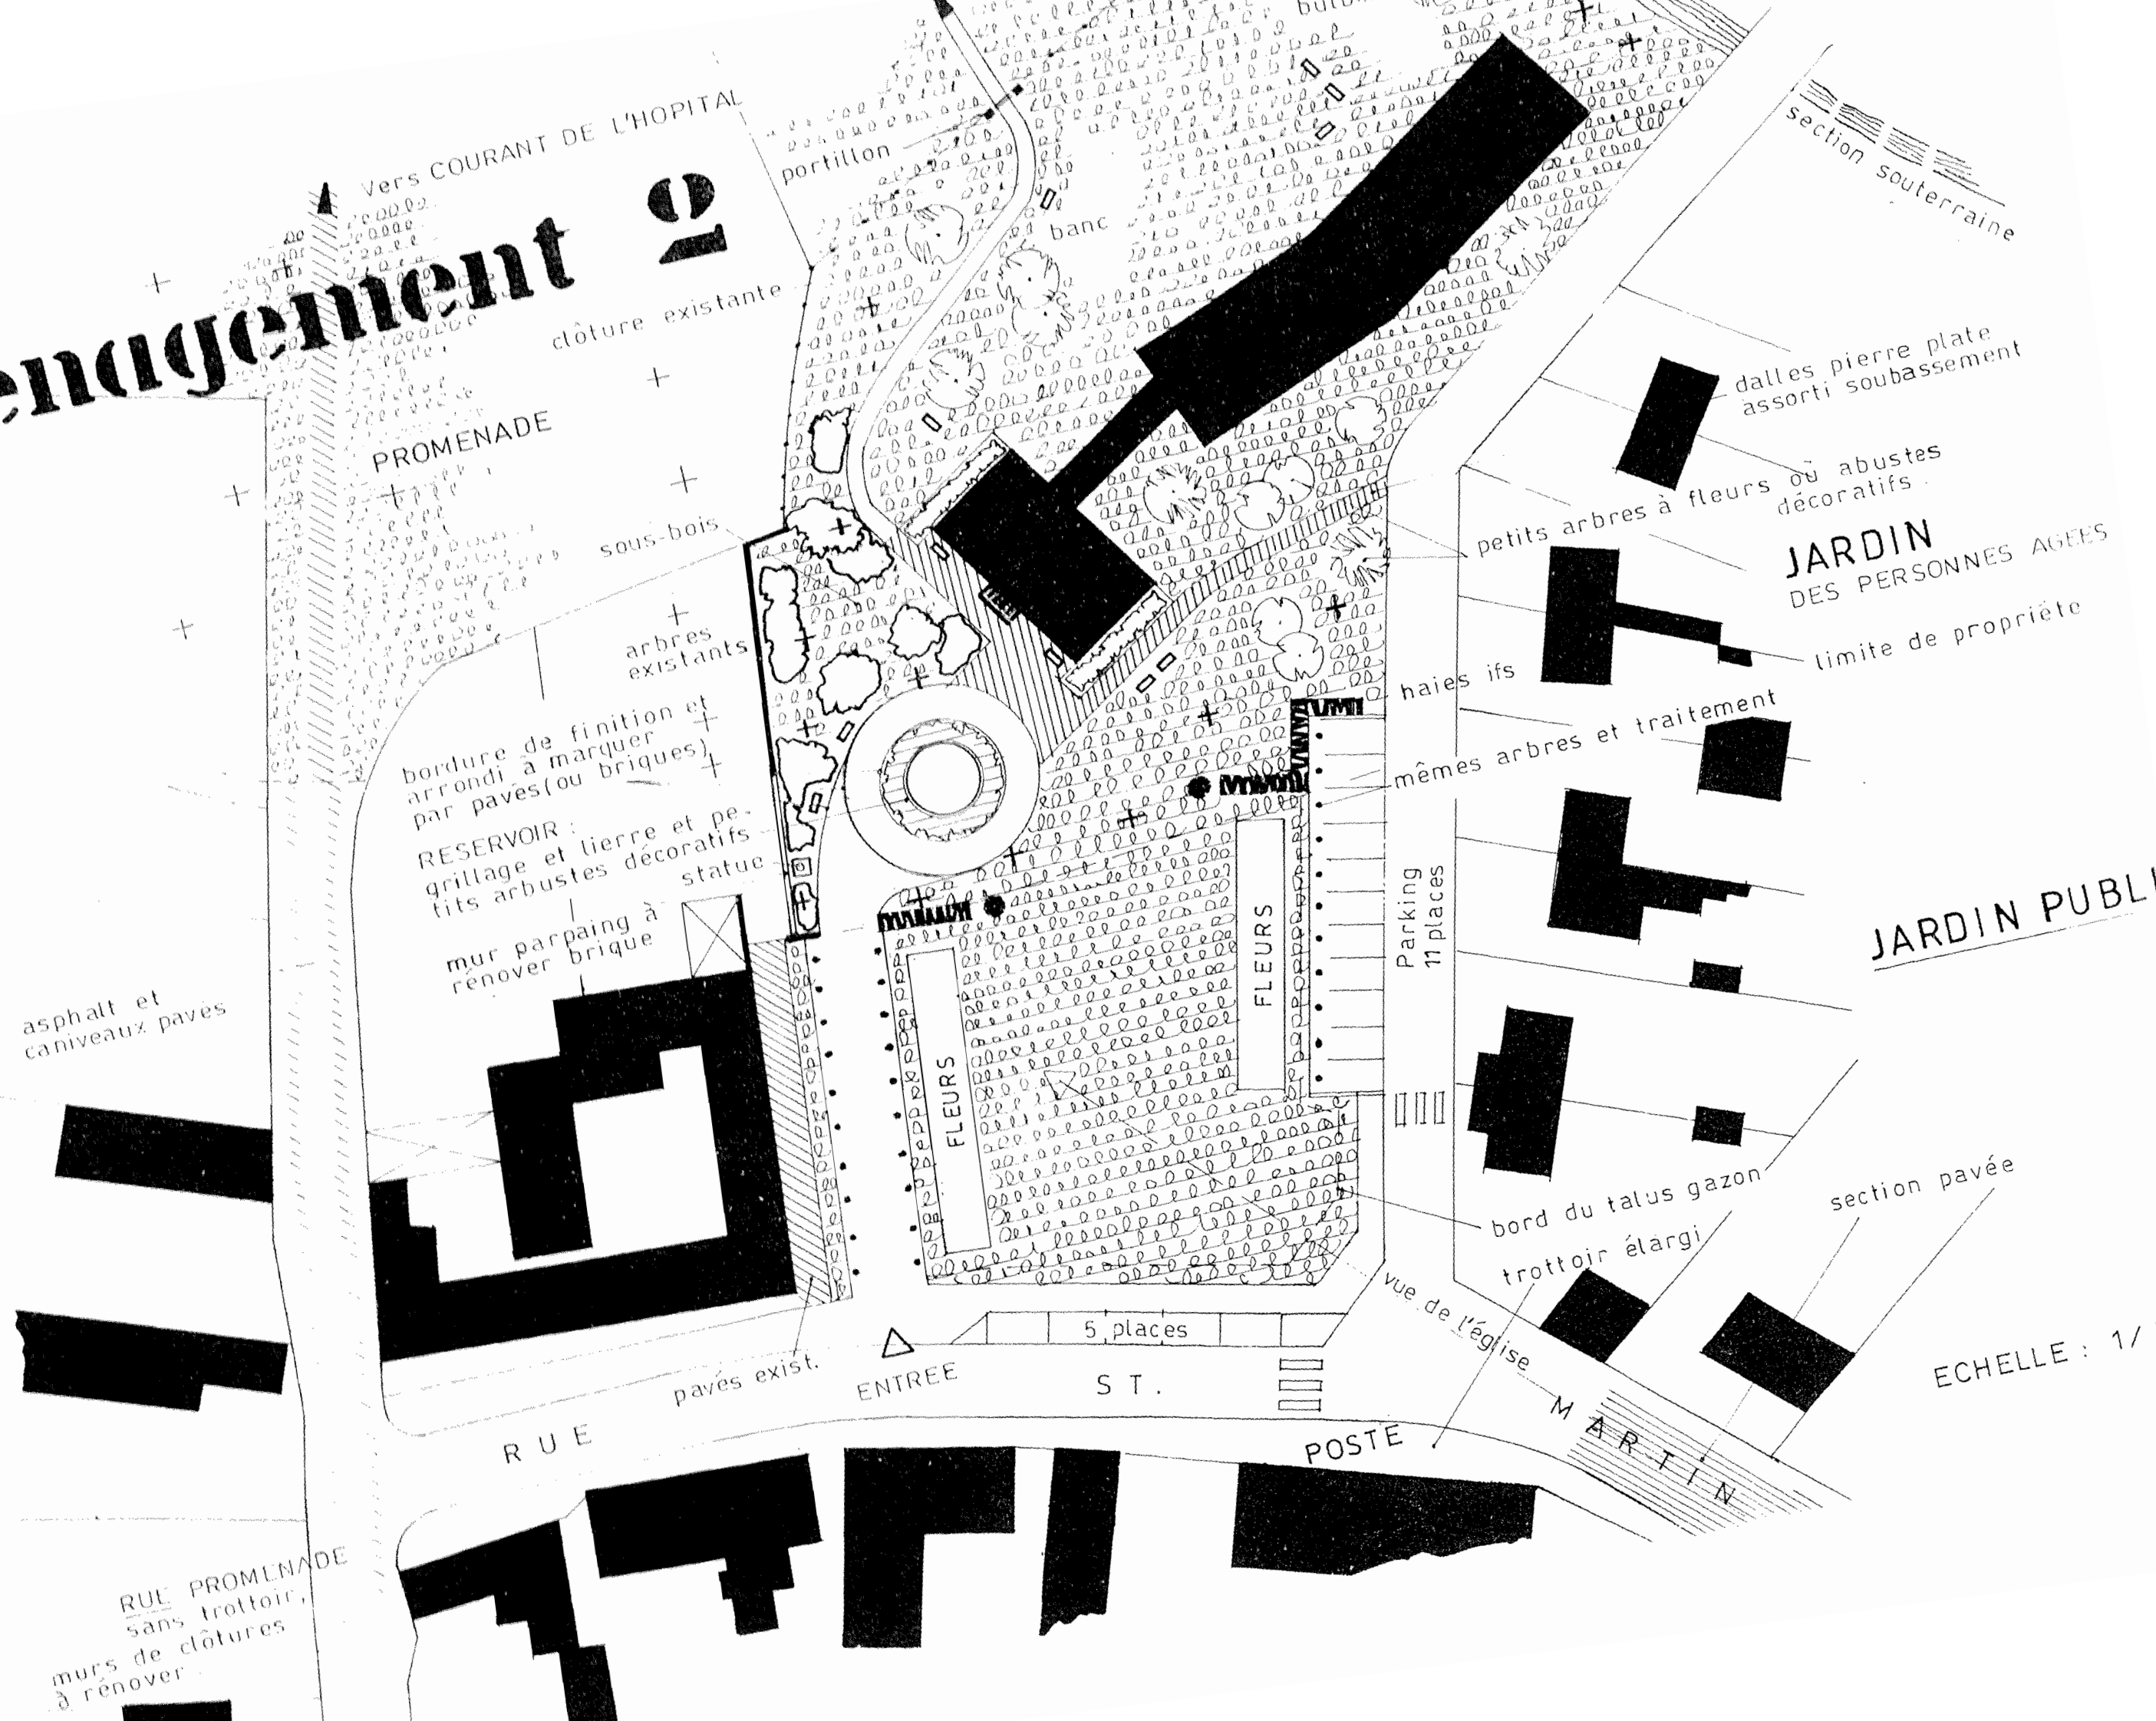 Vers COURANT DE L'HOPITAL
enagement 2
portillon
banc
section souterraine
clôture existante
PROMENADE
sous-bois
dalles pierre plate
assorti soubassement
petits arbres à fleurs où abustes
décoratifs.
JARDIN
DES PERSONNES AGEES
limite de propriéte
arbres
existants
haies ifs
mêmes arbres et traitement
bordure de finition et
arrondi à marquer
par pavés (ou briques)
RESERVOIR :
grillage et lierre et pe-
tits arbustes décoratifs
statue
mur parpaing à
rénover brique
asphalt et
caniveaux pavés
FLEURS
FLEURS
Parking
11 places
JARDIN PUBLI
bord du talus gazon
section pavée
trottoir élargi
vue de l'église
5 places
pavés exist.
ENTREE
RUE
ST.
MARTIN
POSTE
ECHELLE : 1/
RUE PROMENADE
sans trottoir,
murs de clôtures
à rénover